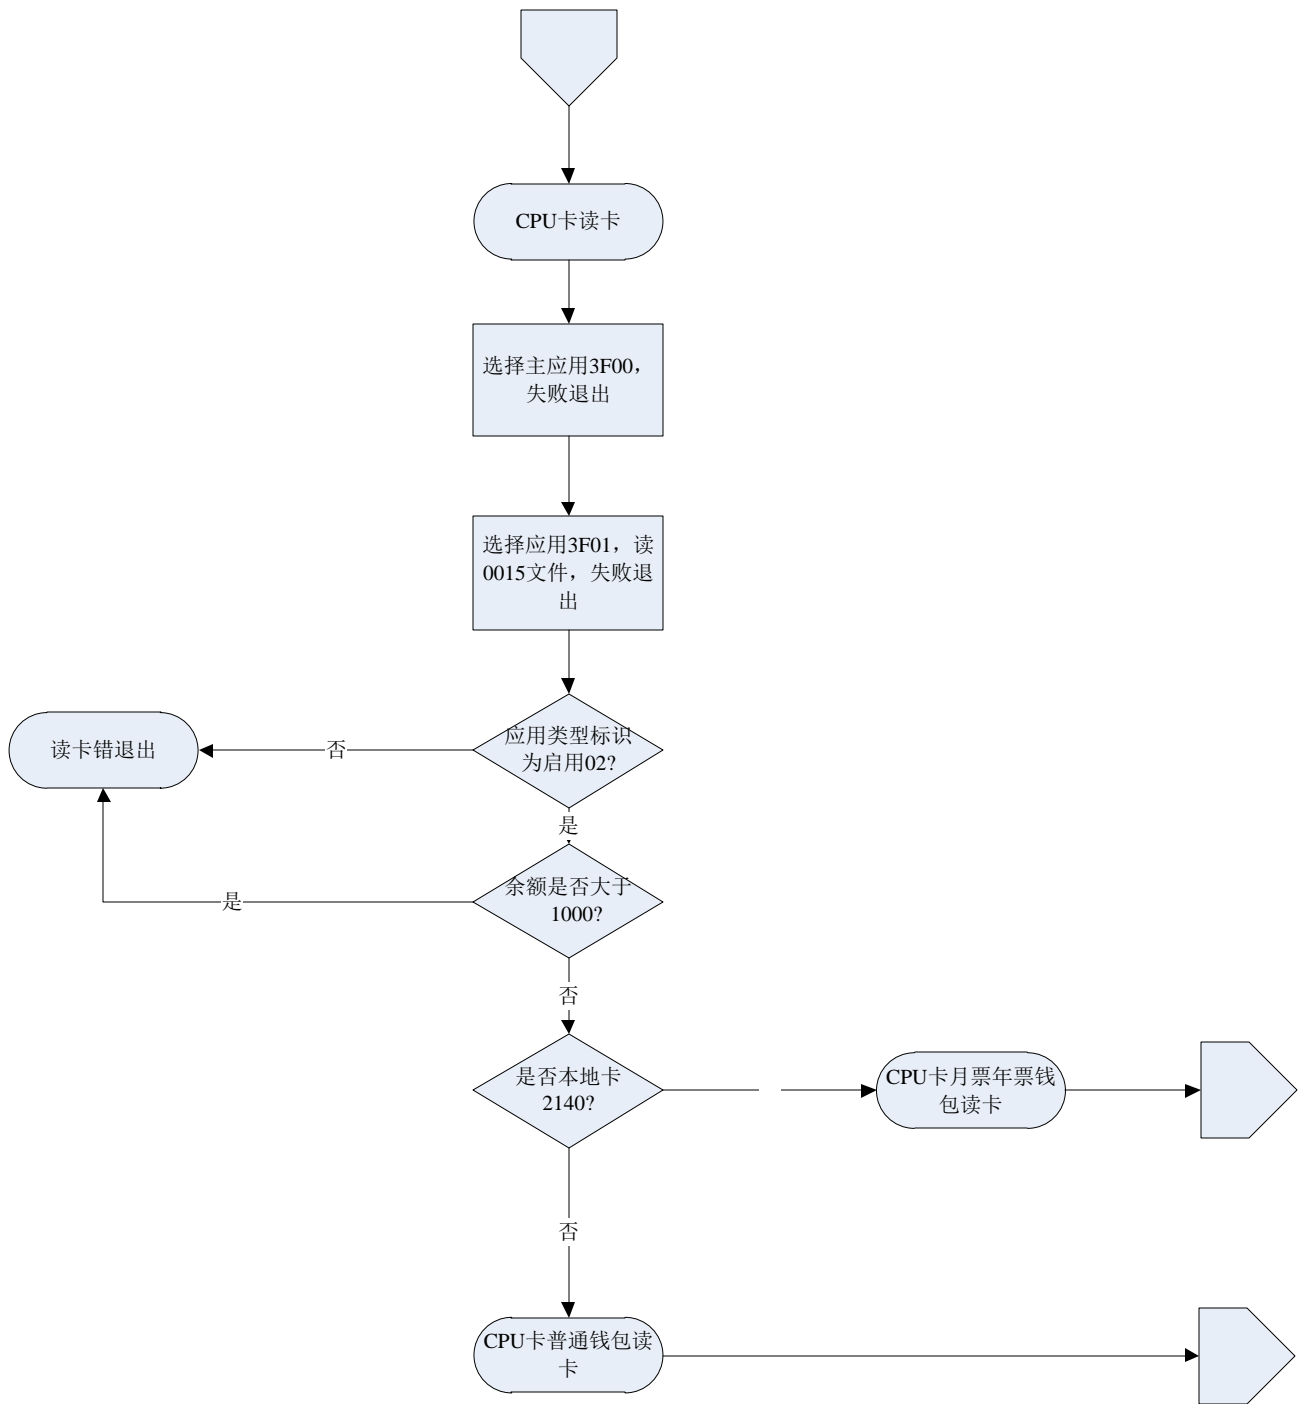 CPU卡读卡
选择主应用3F00，
失败退出
选择应用3F01，读
0015文件，失败退
出
应用类型标识
为启用02?
否
读卡错退出
是
余额是否大于
1000?
是
否
是否本地卡
2140?
CPU卡月票年票钱
包读卡
否
CPU卡普通钱包读
卡